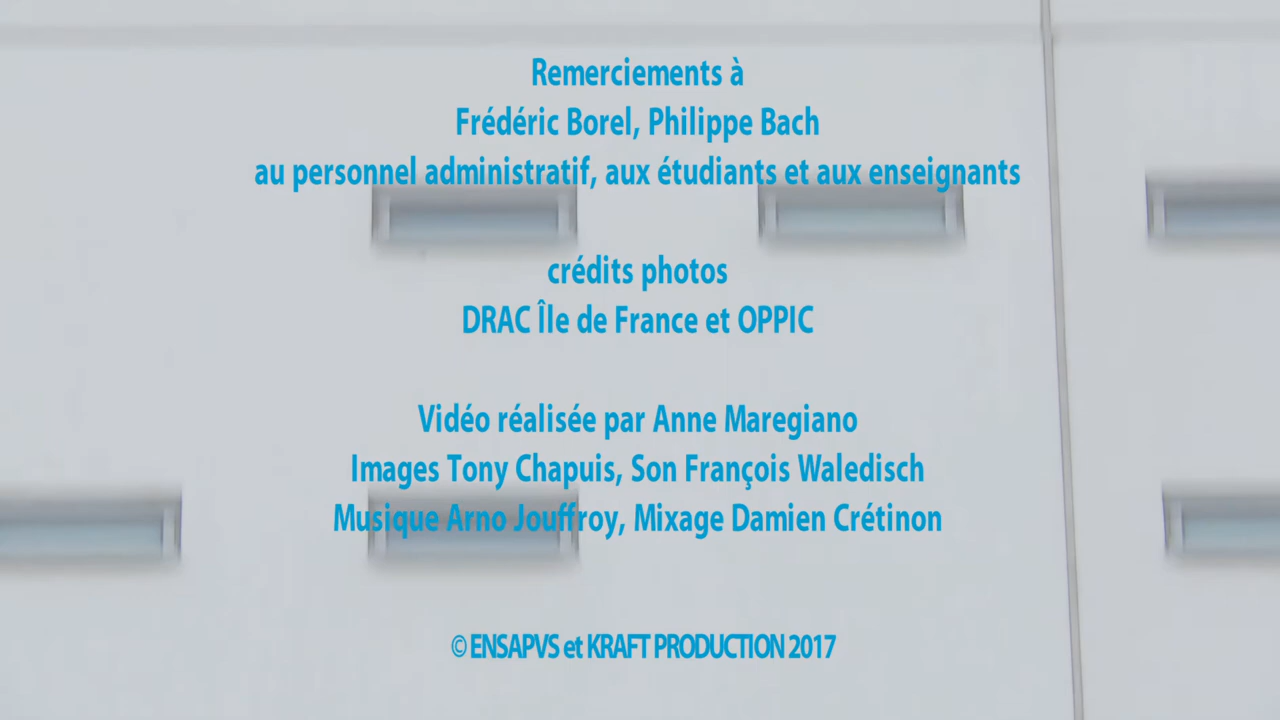 Remerciements à
Frédéric Borel, Philippe Bach
au personnel administratif, aux étudiants et aux enseignants
crédits photos
DRAC Île de France et OPPIC
Vidéo réalisée par Anne Maregiano
Images Tony Chapuis, Son François Waledisch
Musique Arno Jouffroy, Mixage Damien Crétinon
© ENSAPVS et KRAFT PRODUCTION 2017